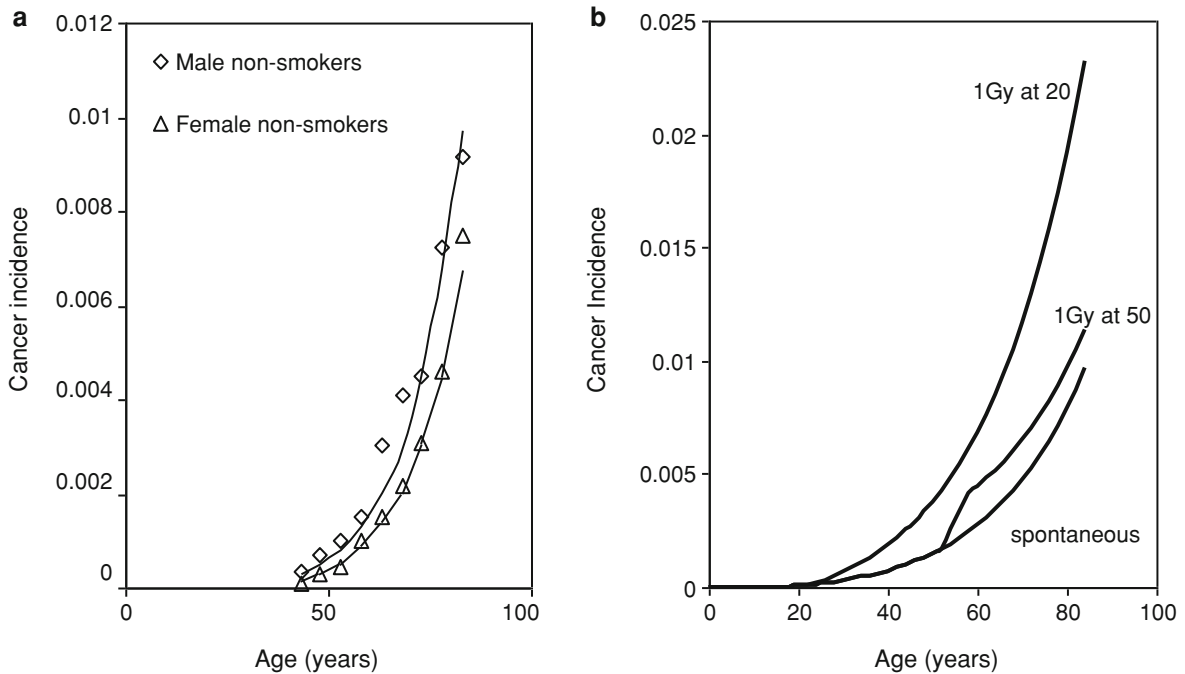 a
0.012
0.01
0.008
0.006
0.004
0.002
0
Cancer incidence
Male non-smokers
Female non-smokers
0
50
100
Age (years)
b
0.025
0.02
0.015
0.01
0.005
0
Cancer Incidence
1Gy at 20
1Gy at 50
spontaneous
0
20
40
60
80
100
Age (years)